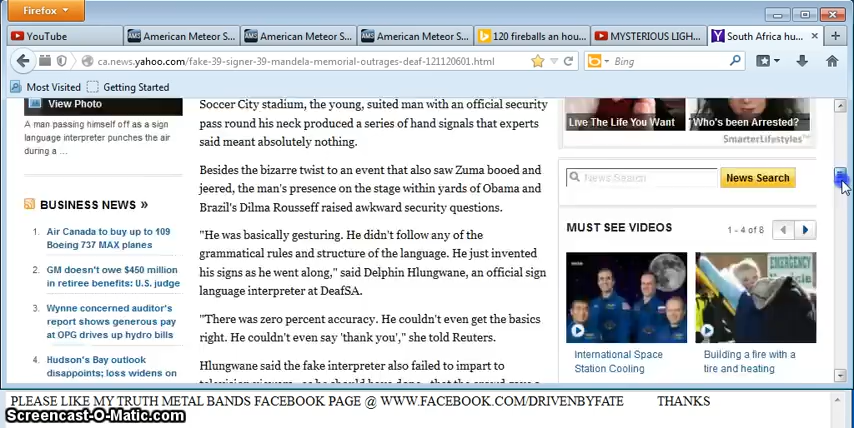 Firefox
YouTube
American Meteor S...
American Meteor S...
American Meteor S...
120 fireballs an hou...
MYSTERIOUS LIGH...
South Africa hu...
ca.news.yahoo.com/fake-39-signer-39-mandela-memorial-outrages-deaf-121120601.html
Bing
Most Visited
Getting Started
View Photo
A man passing himself off as a sign
language interpreter punches the air
during a ...
BUSINESS NEWS »
1. Air Canada to buy up to 109
Boeing 737 MAX planes
2. GM doesn't owe $450 million
in retiree benefits: U.S. judge
3. Wynne concerned auditor's
report shows generous pay
at OPG drives up hydro bills
4. Hudson's Bay outlook
disappoints; loss widens on
Soccer City stadium, the young, suited man with an official security
pass round his neck produced a series of hand signals that experts
said meant absolutely nothing.
Besides the bizarre twist to an event that also saw Zuma booed and
jeered, the man's presence on the stage within yards of Obama and
Brazil's Dilma Rousseff raised awkward security questions.
"He was basically gesturing. He didn't follow any of the
grammatical rules and structure of the language. He just invented
his signs as he went along," said Delphin Hlungwane, an official sign
language interpreter at DeafSA.
"There was zero percent accuracy. He couldn't even get the basics
right. He couldn't even say 'thank you'," she told Reuters.
Hlungwane said the fake interpreter also failed to impart to
television viewers - as he should have done - that the crowd gave a
Live The Life You Want
Who's been Arrested?
SmarterLifestyles™
News Search
News Search
MUST SEE VIDEOS
1 - 4 of 8
EMERGENCY
International Space
Station Cooling
Building a fire with a
tire and heating
PLEASE LIKE MY TRUTH METAL BANDS FACEBOOK PAGE @ WWW.FACEBOOK.COM/DRIVENBYFATE THANKS
Screencast-O-Matic.com